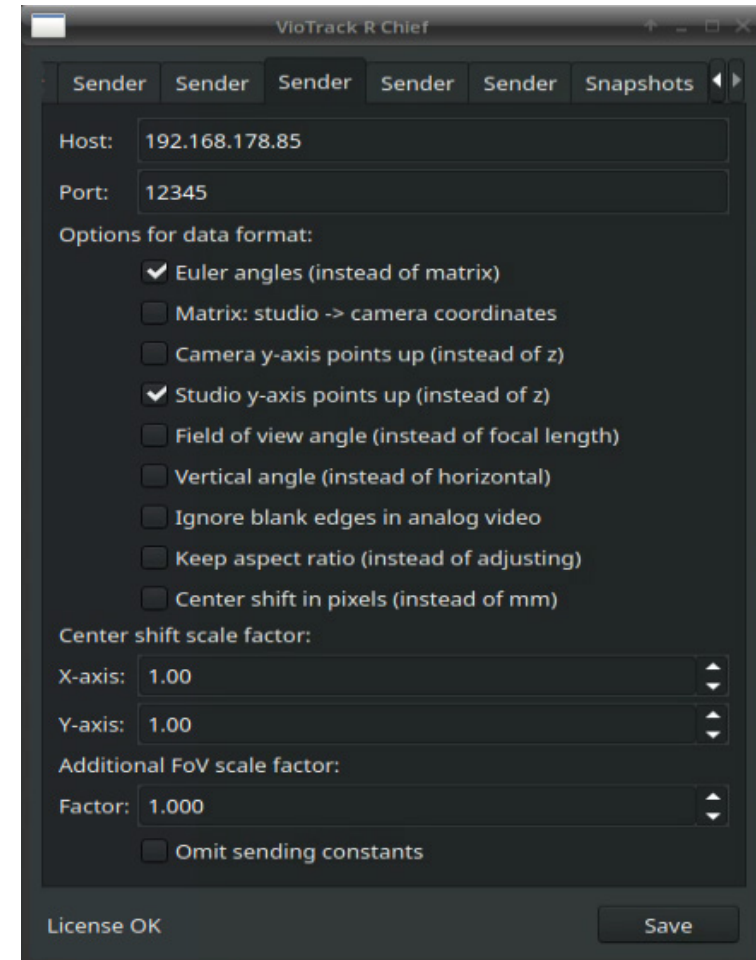 VioTrack R Chief
Sender Sender Sender Sender Sender Snapshots
Host: 192.168.178.85
Port: 12345
Options for data format:
Euler angles (instead of matrix)
Matrix: studio -> camera coordinates
Camera y-axis points up (instead of z)
Studio y-axis points up (instead of z)
Field of view angle (instead of focal length)
Vertical angle (instead of horizontal)
Ignore blank edges in analog video
Keep aspect ratio (instead of adjusting)
Center shift in pixels (instead of mm)
Center shift scale factor:
X-axis: 1.00
Y-axis: 1.00
Additional FoV scale factor:
Factor: 1.000
Omit sending constants
License OK Save